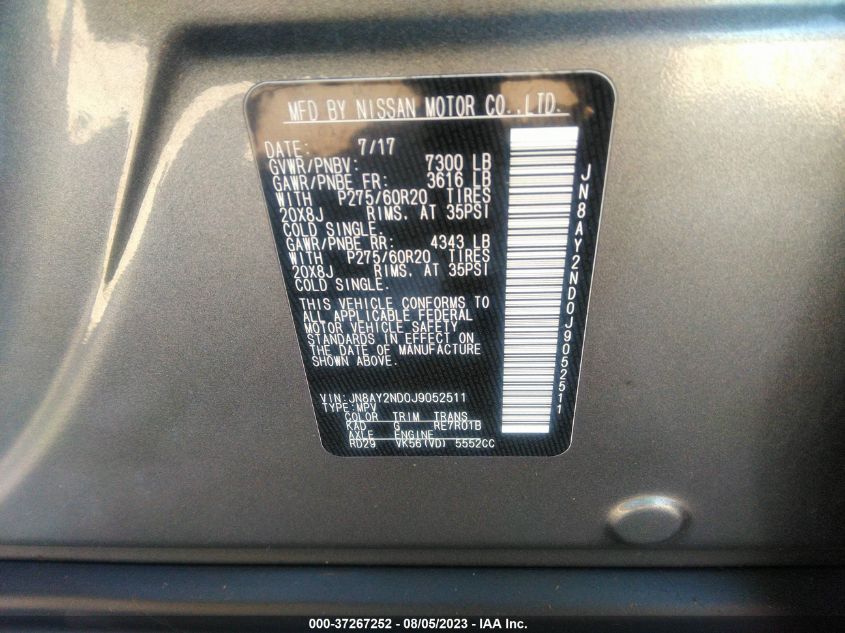 MFD BY NISSAN MOTOR CO.,LTD.
DATE: 7/17
GVWR/PNBV: 7300 LB
GAWR/PNBE FR: 3616 LB
WITH P275/60R20 TIRES
20X8J RIMS. AT 35PSI
COLD SINGLE.
GAWR/PNBE RR: 4343 LB
WITH P275/60R20 TIRES
20X8J RIMS. AT 35PSI
COLD SINGLE.
THIS VEHICLE CONFORMS TO
ALL APPLICABLE FEDERAL
MOTOR VEHICLE SAFETY
STANDARDS IN EFFECT ON
THE DATE OF MANUFACTURE
SHOWN ABOVE.
VIN:JN8AY2ND0J9052511
TYPE:MPV
COLOR TRIM TRANS
KAD G RE7R01B
AXLE ENGINE
RD29 VK56(VD) 5552CC
JN8AY2ND0J9052511
000-37267252 - 08/05/2023 - IAA Inc.